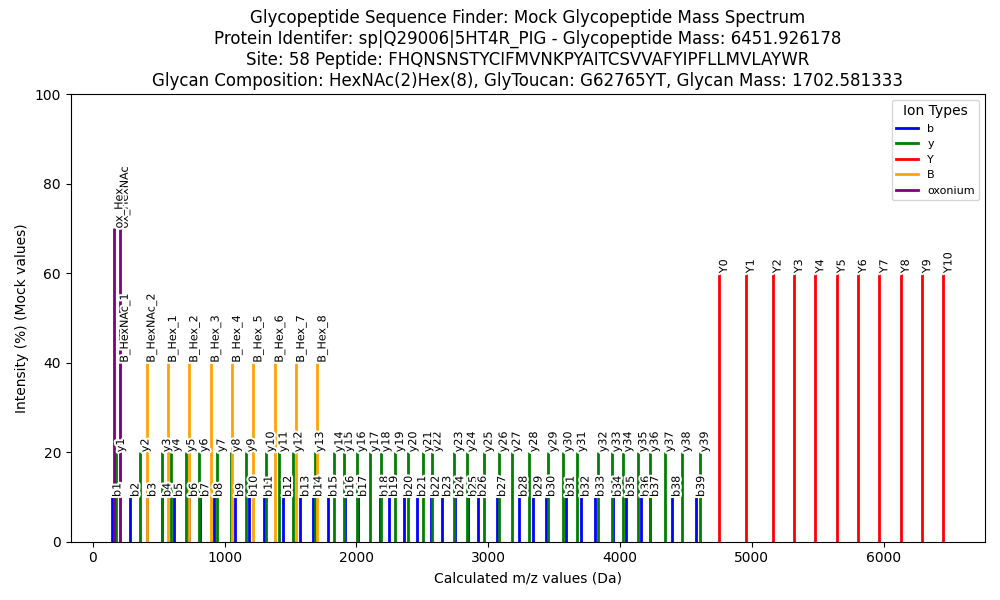 Glycopeptide Sequence Finder: Mock Glycopeptide Mass Spectrum
Protein Identifer: sp|Q29006|5HT4R_PIG - Glycopeptide Mass: 6451.926178
Site: 58 Peptide: FHQNSNSTYCIFMVNKPYAITCSVVAFYIPFLLMVLAYWR
Glycan Composition: HexNAc(2)Hex(8), GlyToucan: G62765YT, Glycan Mass: 1702.581333
Intensity (%) (Mock values)
100
80
60
40
20
0
Ion Types
b
y
Y
B
oxonium
ox_Hex
ox_HexNAc
Y0
Y1
Y2
Y3
Y4
Y5
Y6
Y7
Y8
Y9
Y10
B_HexNAc_1
B_HexNAc_2
B_Hex_1
B_Hex_2
B_Hex_3
B_Hex_4
B_Hex_5
B_Hex_6
B_Hex_7
B_Hex_8
y1
y2
y3
y4
y5
y6
y7
y8
y9
y10
y11
y12
y13
y14
y15
y16
y17
y18
y19
y20
y21
y22
y23
y24
y25
y26
y27
y28
y29
y30
y31
y32
y33
y34
y35
y36
y37
y38
y39
b1
b2
b3
b4
b5
b6
b7
b8
b9
b10
b11
b12
b13
b14
b15
b16
b17
b18
b19
b20
b21
b22
b23
b24
b25
b26
b27
b28
b29
b30
b31
b32
b33
b34
b35
b36
b37
b38
b39
0
1000
2000
3000
4000
5000
6000
Calculated m/z values (Da)